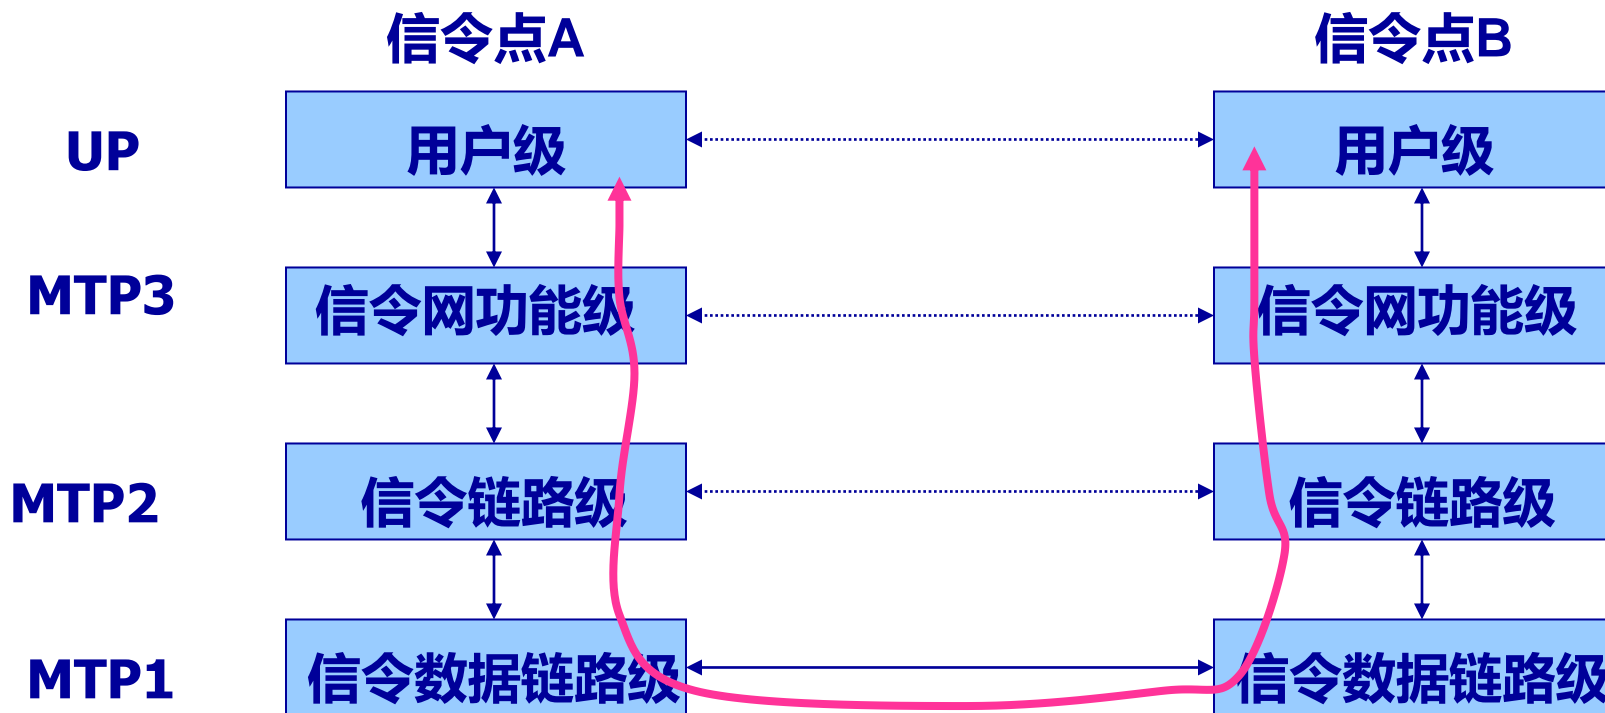 信令点A 信令点B
UP 用户级 用户级
MTP3 信令网功能级 信令网功能级
MTP2 信令链路级 信令链路级
MTP1 信令数据链路级 信令数据链路级